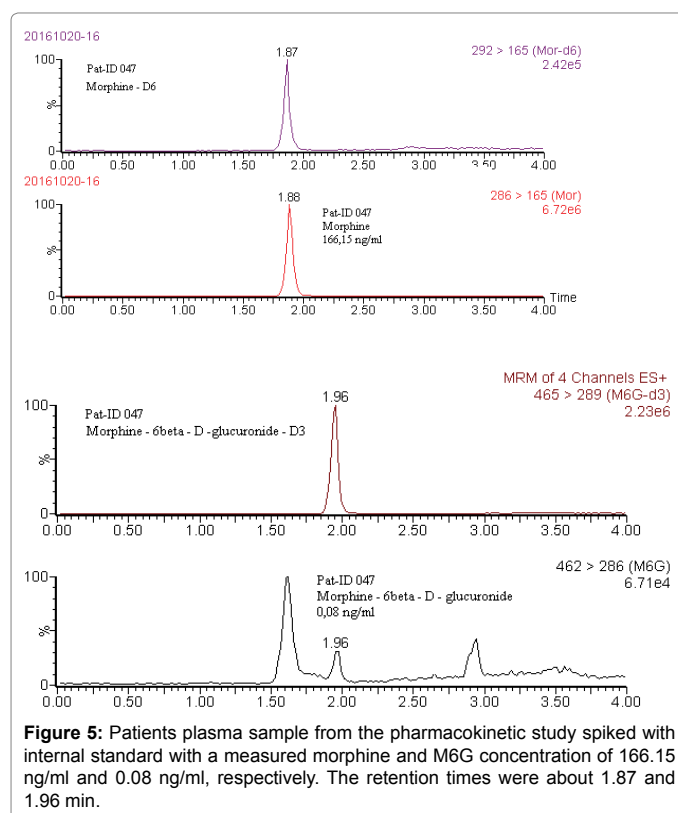 20161020-16
1.87
292 > 165 (Mor-d6)
2.42e5
100
Pat-ID 047
Morphine - D6
%
0
0.00 0.50 1.00 1.50 2.00 2.50 3.00 3.50 4.00
20161020-16
1.88
286 > 165 (Mor)
6.72e6
100
Pat-ID 047
Morphine
166,15 ng/ml
%
0
Time
0.00 0.50 1.00 1.50 2.00 2.50 3.00 3.50 4.00
MRM of 4 Channels ES+
1.96
465 > 289 (M6G-d3)
2.23e6
100
Pat-ID 047
Morphine - 6beta - D -glucuronide - D3
%
0
0.00 0.50 1.00 1.50 2.00 2.50 3.00 3.50 4.00
462 > 286 (M6G)
6.71e4
100
Pat-ID 047
Morphine - 6beta - D - glucuronide
0,08 ng/ml
1.96
%
0
0.00 0.50 1.00 1.50 2.00 2.50 3.00 3.50 4.00
Figure 5: Patients plasma sample from the pharmacokinetic study spiked with
internal standard with a measured morphine and M6G concentration of 166.15
ng/ml and 0.08 ng/ml, respectively. The retention times were about 1.87 and
1.96 min.